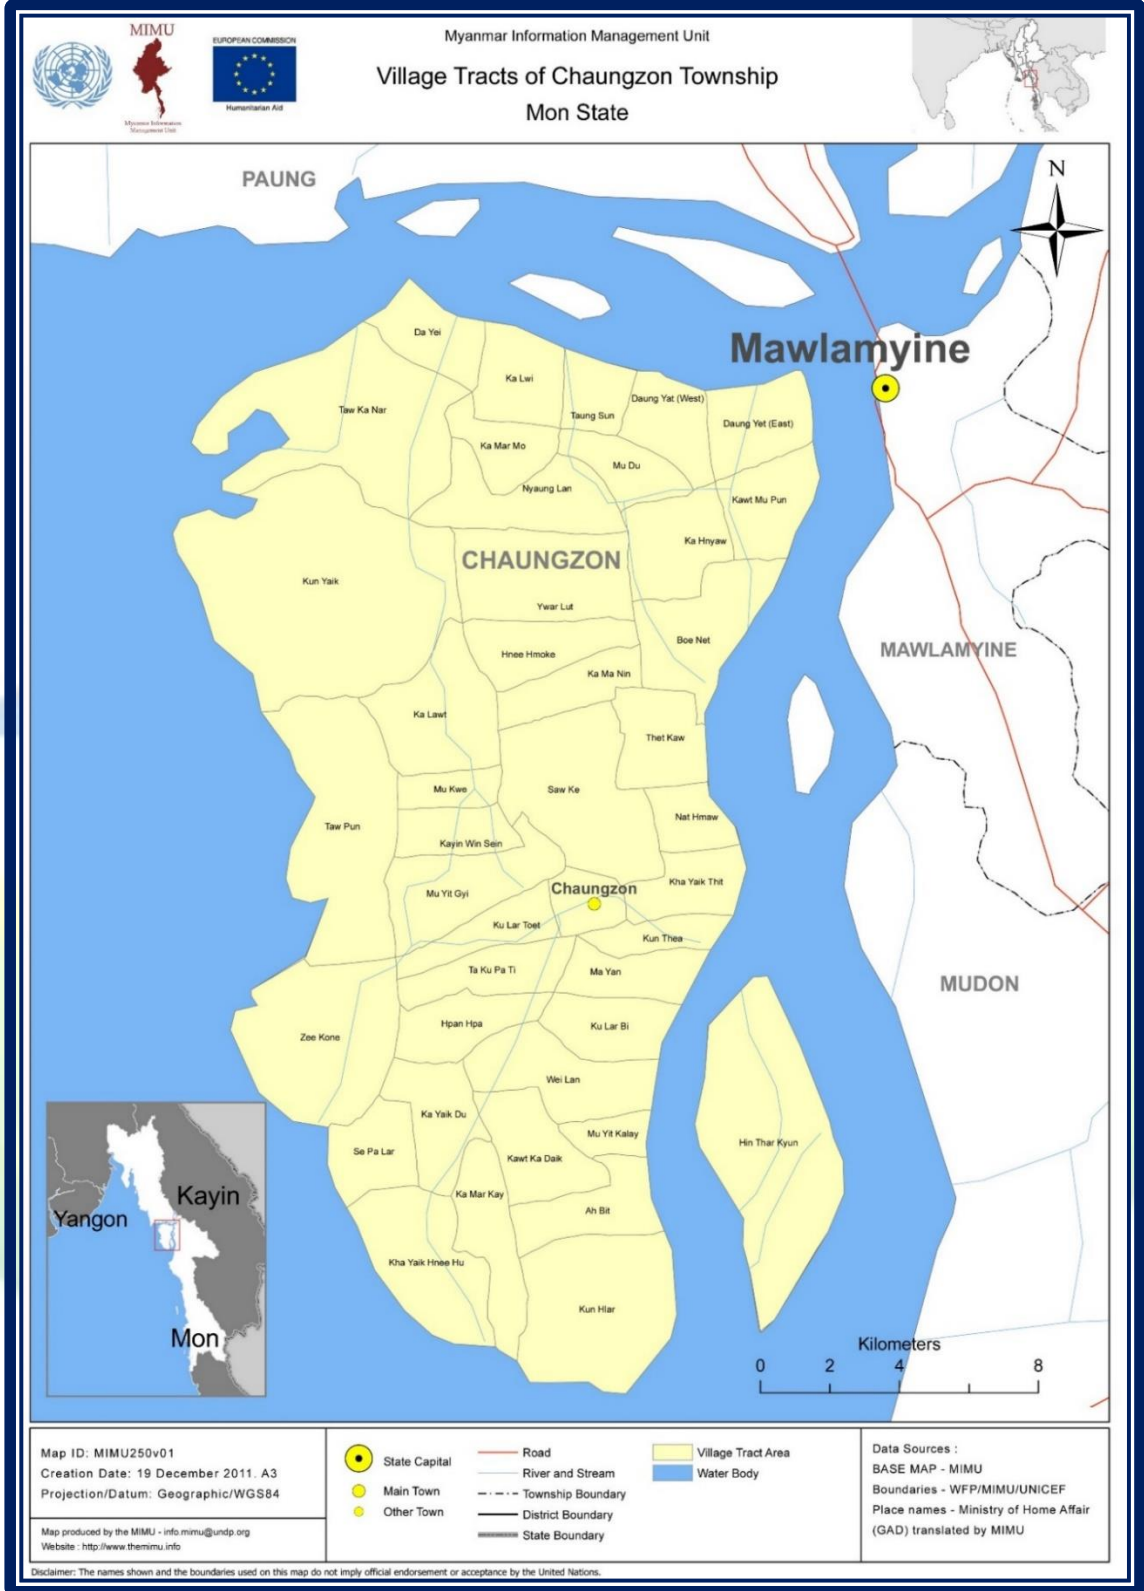 MIMU
Myanmar Information
Management Unit
EUROPEAN COMMISSION
Humanitarian Aid
Myanmar Information Management Unit
Village Tracts of Chaungzon Township
Mon State
PAUNG
N
Mawlamyine
Da Yei
Ka Lwi
Taw Ka Nar
Taung Sun
Daung Yat (West)
Daung Yet (East)
Ka Mar Mo
Mu Du
Nyaung Lan
Kawt Mu Pun
Ka Hnyaw
CHAUNGZON
Kun Yaik
Ywar Lut
Boe Net
MAWLAMYINE
Hnee Hmoke
Ka Ma Nin
Ka Lawt
Thet Kaw
Mu Kwe
Saw Ke
Nat Hmaw
Taw Pun
Kayin Win Sein
Mu Yit Gyi
Chaungzon
Kha Yaik Thit
Ku Lar Toet
Kun Thea
Ta Ku Pa Ti
Ma Yan
MUDON
Hpan Hpa
Ku Lar Bi
Zee Kone
Wei Lan
Ka Yaik Du
Mu Yit Kalay
Hin Thar Kyun
Se Pa Lar
Kawt Ka Daik
Ka Mar Kay
Ah Bit
Kha Yaik Hnee Hu
Kun Hlar
Kayin
Yangon
Mon
Kilometers
0 2 4 8
Map ID: MIMU250v01
Creation Date: 19 December 2011. A3
Projection/Datum: Geographic/WGS84
Map produced by the MIMU - info.mimu@undp.org
Website : http://www.themimu.info
State Capital
Main Town
Other Town
Road
River and Stream
Township Boundary
District Boundary
State Boundary
Village Tract Area
Water Body
Data Sources :
BASE MAP - MIMU
Boundaries - WFP/MIMU/UNICEF
Place names - Ministry of Home Affair
(GAD) translated by MIMU
Disclaimer: The names shown and the boundaries used on this map do not imply official endorsement or acceptance by the United Nations.